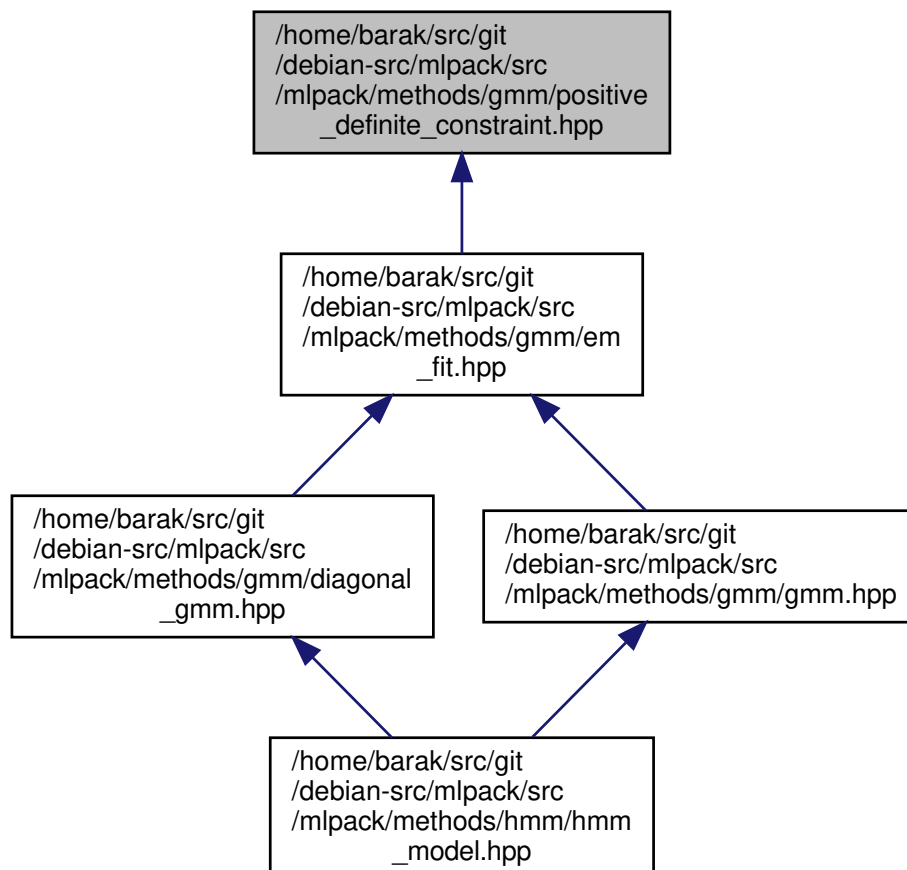 /home/barak/src/git
/debian-src/mlpack/src
/mlpack/methods/gmm/positive
_definite_constraint.hpp
/home/barak/src/git
/debian-src/mlpack/src
/mlpack/methods/gmm/em
_fit.hpp
/home/barak/src/git
/debian-src/mlpack/src
/mlpack/methods/gmm/diagonal
_gmm.hpp
/home/barak/src/git
/debian-src/mlpack/src
/mlpack/methods/gmm/gmm.hpp
/home/barak/src/git
/debian-src/mlpack/src
/mlpack/methods/hmm/hmm
_model.hpp